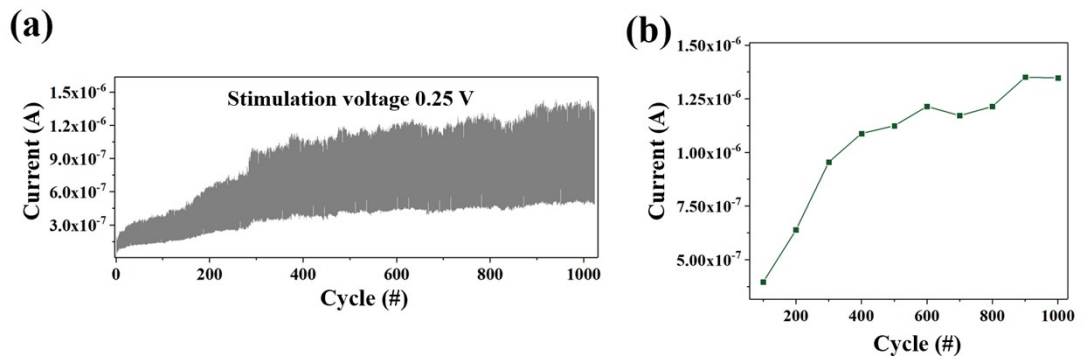 (a)
Stimulation voltage 0.25 V
Current (A)
1.5x10⁻⁶
1.2x10⁻⁶
9.0x10⁻⁷
6.0x10⁻⁷
3.0x10⁻⁷
0 200 400 600 800 1000
Cycle (#)
(b)
Current (A)
1.50x10⁻⁶
1.25x10⁻⁶
1.00x10⁻⁶
7.50x10⁻⁷
5.00x10⁻⁷
200 400 600 800 1000
Cycle (#)